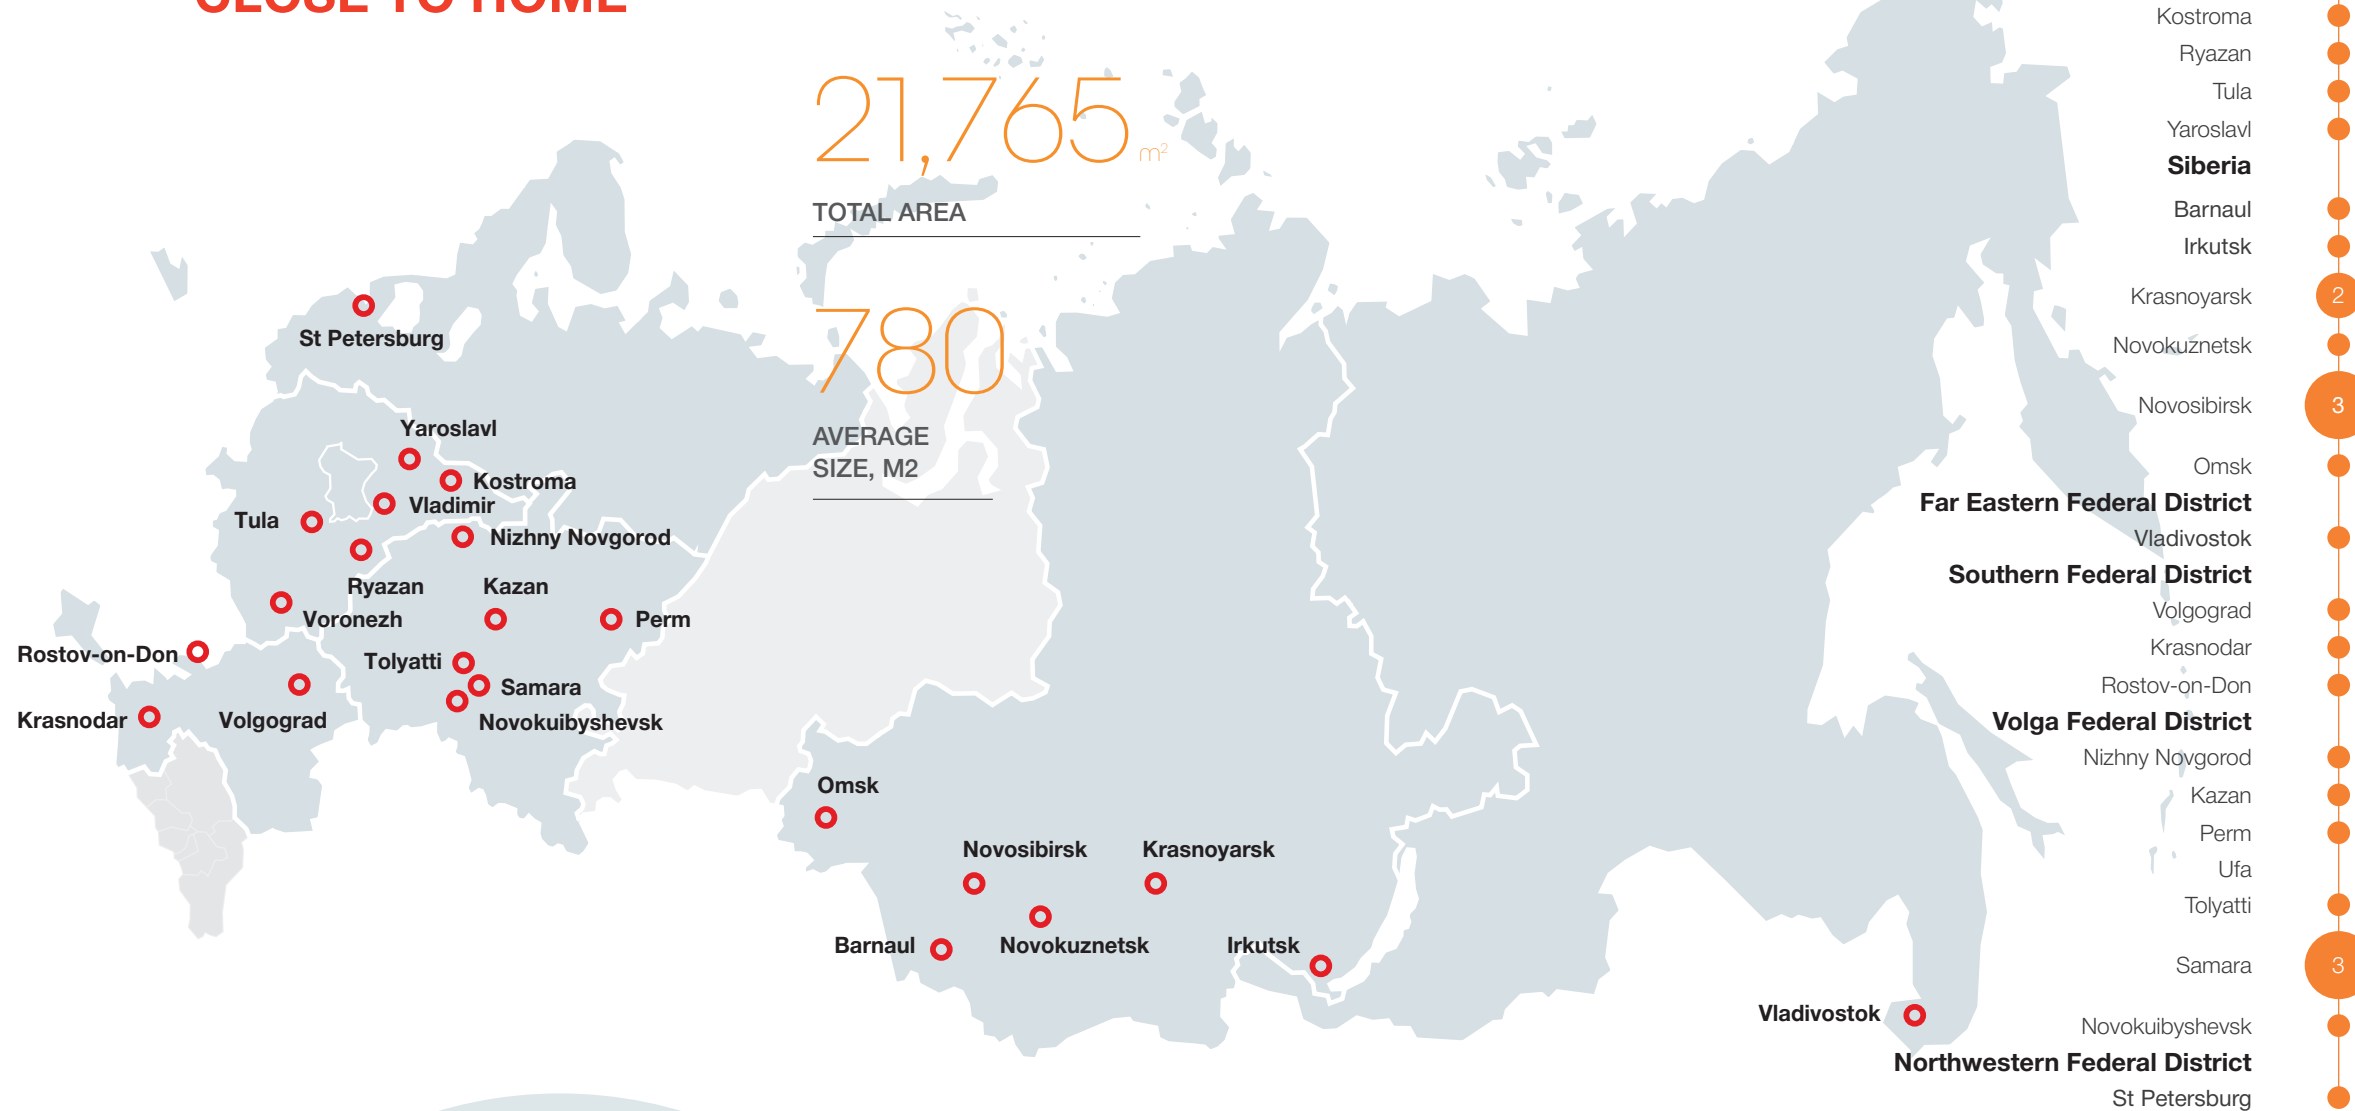 CLOSE TO HOME
21,765 m²
TOTAL AREA
780
AVERAGE
SIZE, M2
St Petersburg
Yaroslavl
Kostroma
Vladimir
Tula
Nizhny Novgorod
Ryazan
Kazan
Voronezh
Perm
Rostov-on-Don
Tolyatti
Samara
Krasnodar
Volgograd
Novokuibyshevsk
Omsk
Novosibirsk
Krasnoyarsk
Barnaul
Novokuznetsk
Irkutsk
Vladivostok
Kostroma
Ryazan
Tula
Yaroslavl
Siberia
Barnaul
Irkutsk
Krasnoyarsk 2
Novokuznetsk
Novosibirsk 3
Omsk
Far Eastern Federal District
Vladivostok
Southern Federal District
Volgograd
Krasnodar
Rostov-on-Don
Volga Federal District
Nizhny Novgorod
Kazan
Perm
Ufa
Tolyatti
Samara 3
Novokuibyshevsk
Northwestern Federal District
St Petersburg